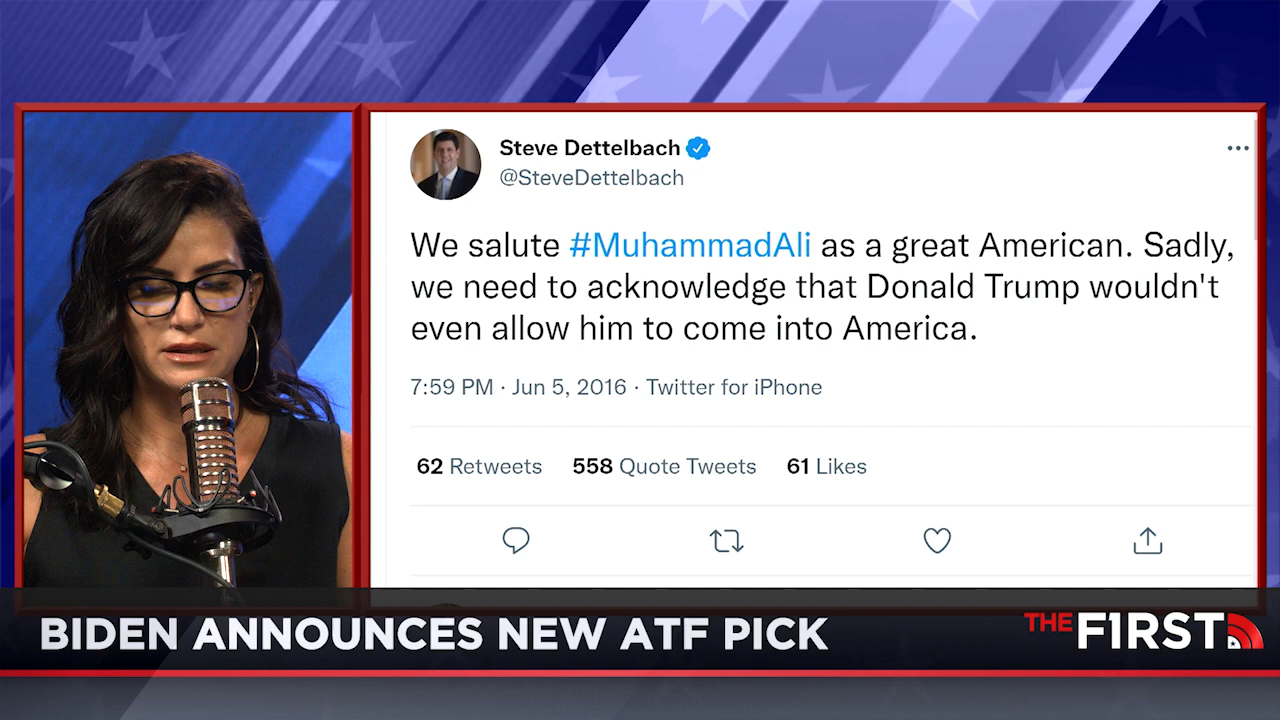 Steve Dettelbach
@SteveDettelbach
We salute #MuhammadAli as a great American. Sadly,
we need to acknowledge that Donald Trump wouldn't
even allow him to come into America.
7:59 PM · Jun 5, 2016 · Twitter for iPhone
62 Retweets 558 Quote Tweets 61 Likes
BIDEN ANNOUNCES NEW ATF PICK
THE FIRST